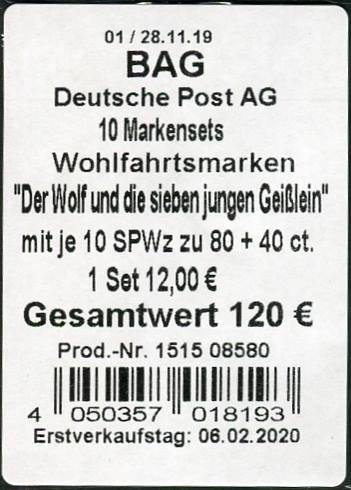 01 / 28.11.19
BAG
Deutsche Post AG
10 Markensets
Wohlfahrtsmarken
"Der Wolf und die sieben jungen Geißlein"
mit je 10 SPWz zu 80 + 40 ct.
1 Set 12,00 €
Gesamtwert 120 €
Prod.-Nr. 1515 08580
4 050357 018193
Erstverkaufstag: 06.02.2020